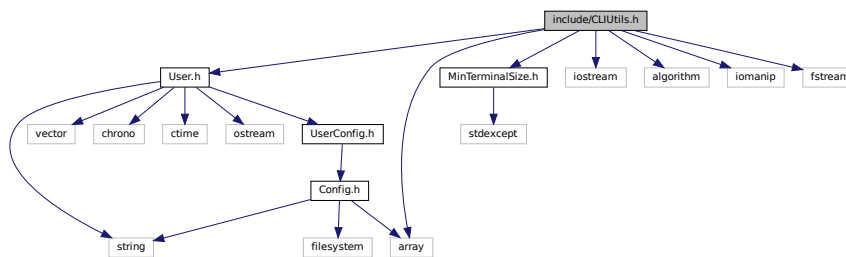 include/CLIUtils.h
User.h
MinTerminalSize.h
iostream
algorithm
iomanip
fstream
vector
chrono
ctime
ostream
UserConfig.h
stdexcept
Config.h
string
filesystem
array